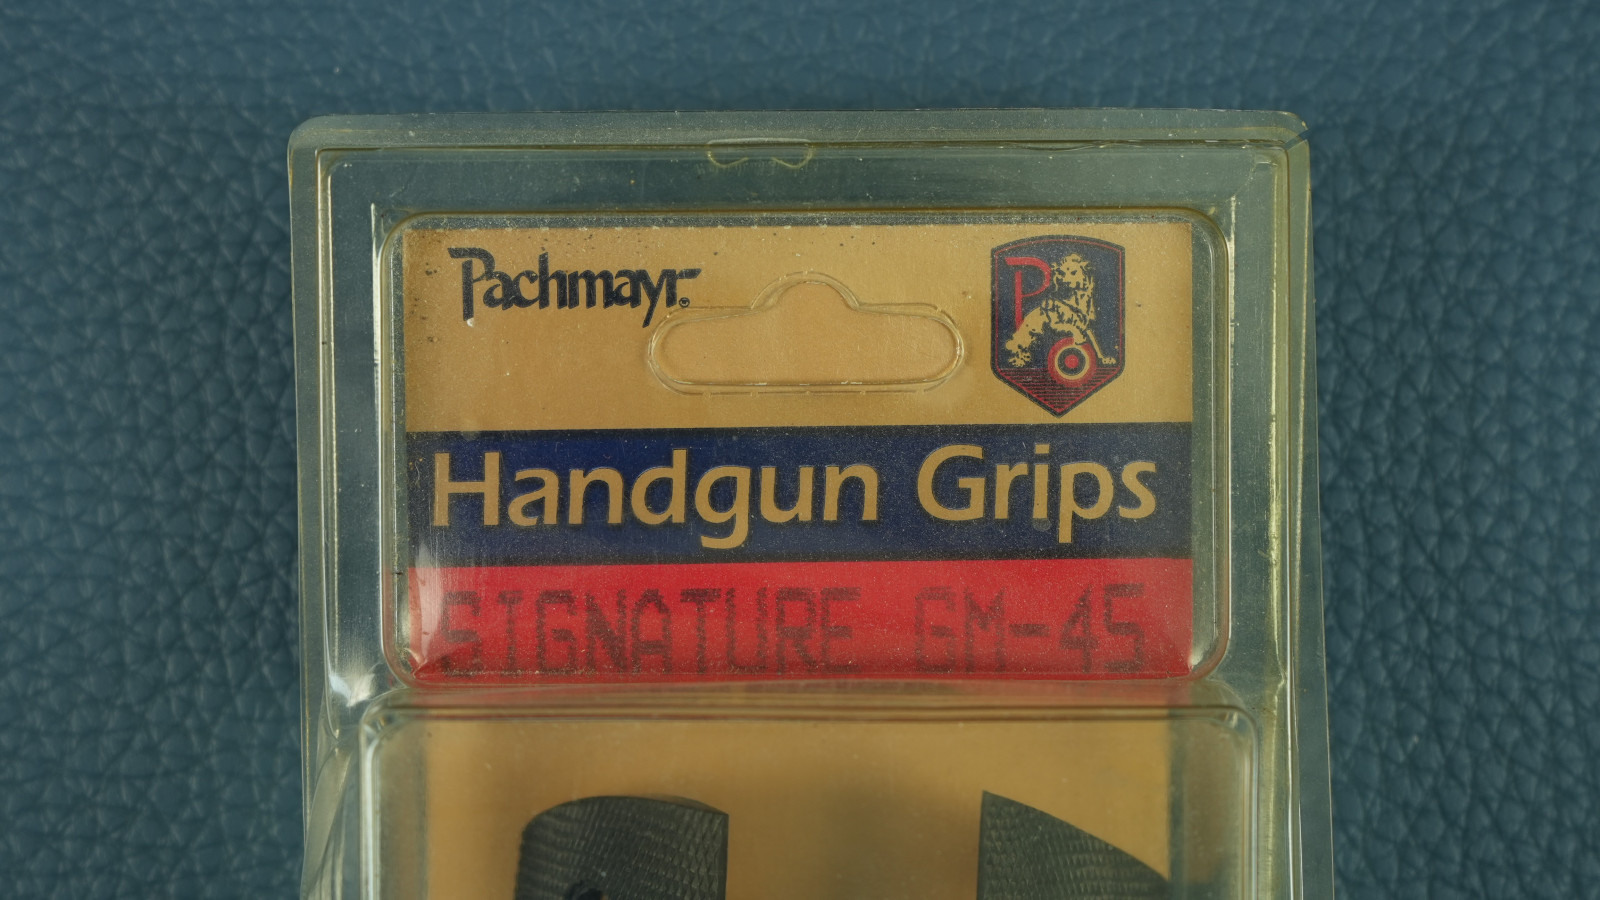 Pachmayr®
P
Handgun Grips
SIGNATURE GM-45